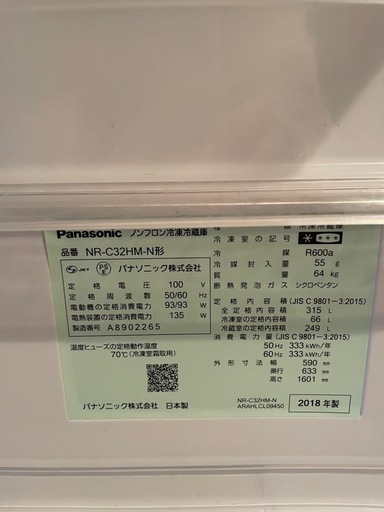 Panasonic ノンフロン冷凍冷蔵庫
品番 NR-C32HM-N形
S JET PSE パナソニック株式会社
定格電圧 100 V
定格周波数 50/60 Hz
電動機の定格消費電力 93/93 W
電熱装置の定格消費電力 135 W
製造番号 A8902265
温度ヒューズの定格動作温度
70℃(冷凍室霜取用)
パナソニック株式会社 日本製
冷凍冷蔵庫
冷凍室の記号
冷媒 R600a
冷媒封入量 55 g
質量 64 kg
断熱発泡ガス シクロペンタン
定格内容積(JIS C 9801-3:2015)
全定格内容積 315 L
冷凍室定格内容積 66 L
冷蔵室定格内容積 249 L
消費電力量(JIS C 9801-3:2015)
50Hz 333 kWh/年
60Hz 333 kWh/年
外形寸法 幅 590 mm
奥行 633 mm
高さ 1601 mm
NR-C32HM-N
ARAHLCL09450
2018 年製